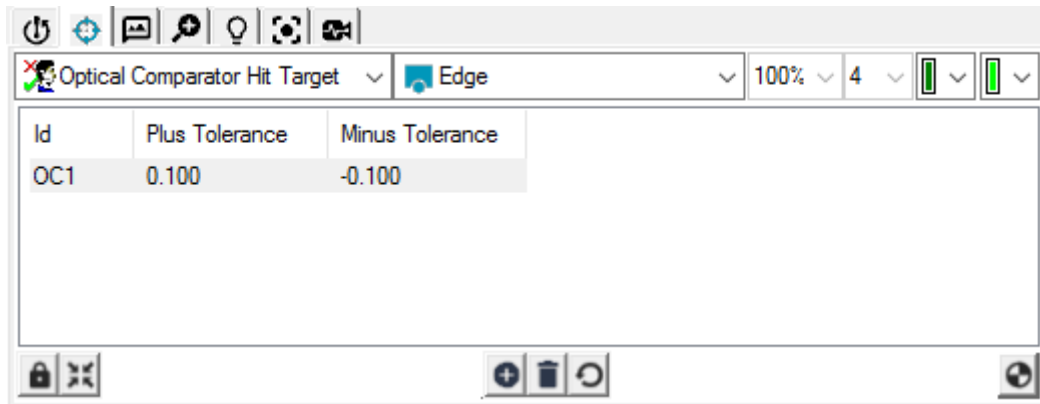 Optical Comparator Hit Target Edge 100% 4
Id Plus Tolerance Minus Tolerance
OC1 0.100 -0.100